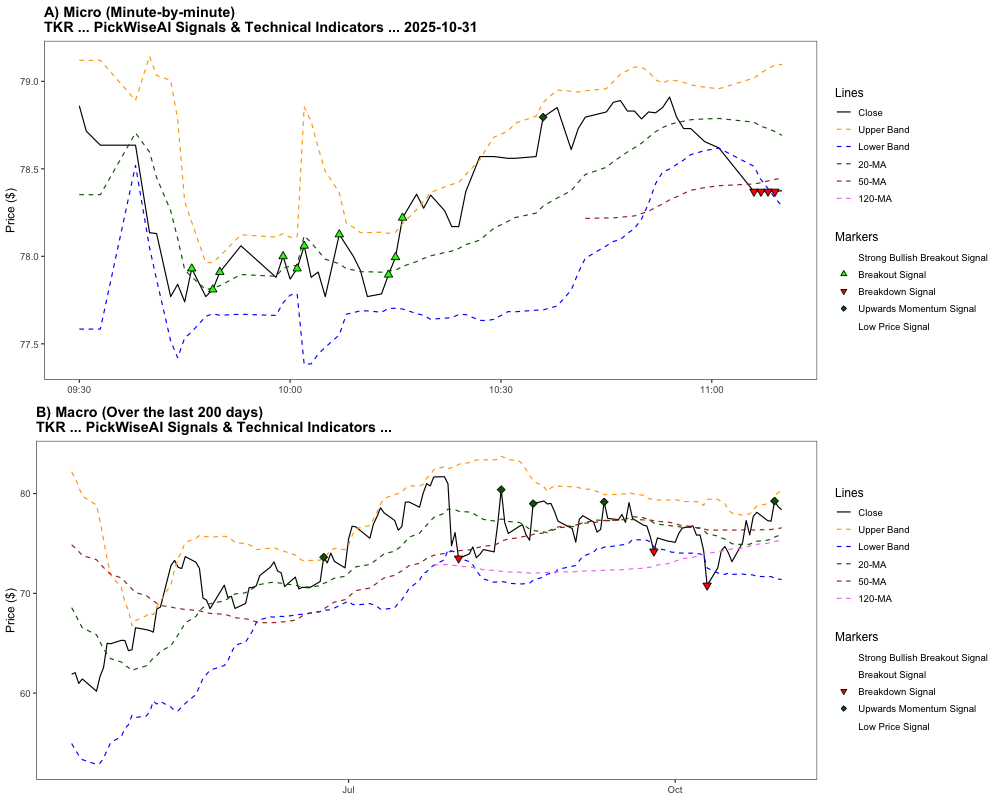 A) Micro (Minute-by-minute)
TKR ... PickWiseAI Signals & Technical Indicators ... 2025-10-31
Price ($)
79.0
78.5
78.0
77.5
09:30
10:00
10:30
11:00
Lines
Close
Upper Band
Lower Band
20-MA
50-MA
120-MA
Markers
Strong Bullish Breakout Signal
Breakout Signal
Breakdown Signal
Upwards Momentum Signal
Low Price Signal
B) Macro (Over the last 200 days)
TKR ... PickWiseAI Signals & Technical Indicators ...
Price ($)
80
70
60
Jul
Oct
Lines
Close
Upper Band
Lower Band
20-MA
50-MA
120-MA
Markers
Strong Bullish Breakout Signal
Breakout Signal
Breakdown Signal
Upwards Momentum Signal
Low Price Signal